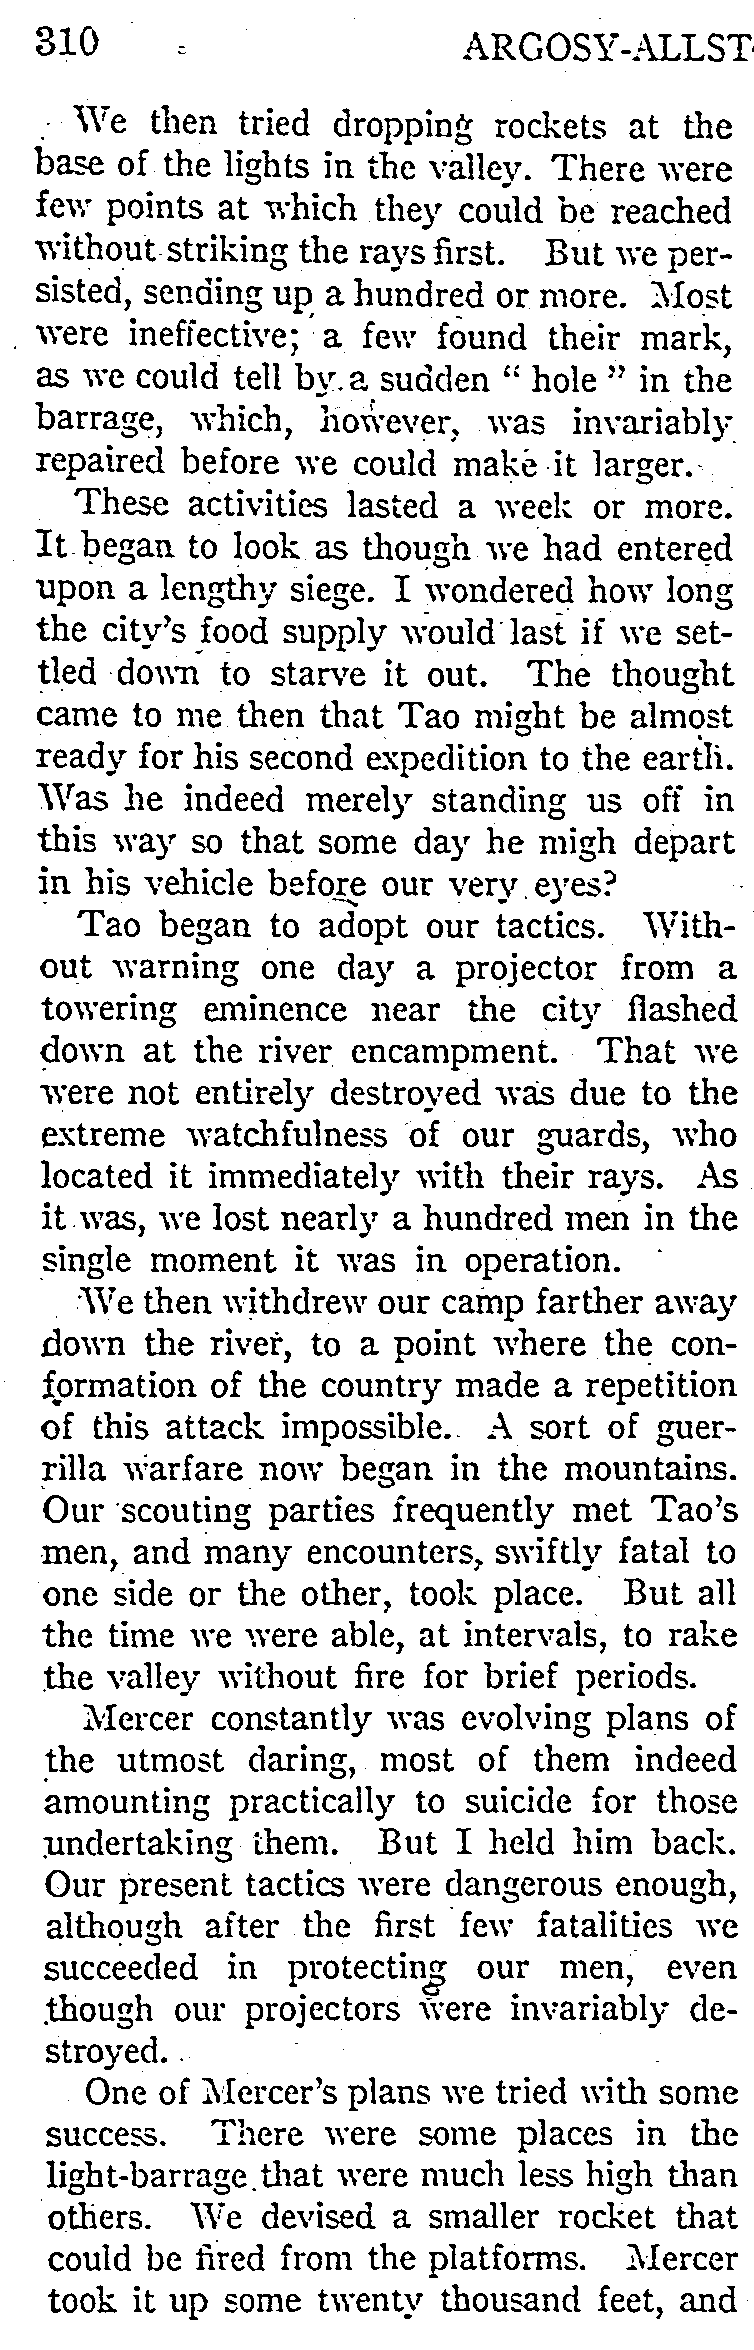 310 ARGOSY-ALLST
We then tried dropping rockets at the
base of the lights in the valley. There were
few points at which they could be reached
without striking the rays first. But we per-
sisted, sending up a hundred or more. Most
were ineffective; a few found their mark,
as we could tell by a sudden " hole " in the
barrage, which, however, was invariably
repaired before we could make it larger.
These activities lasted a week or more.
It began to look as though we had entered
upon a lengthy siege. I wondered how long
the city's food supply would last if we set-
tled down to starve it out. The thought
came to me then that Tao might be almost
ready for his second expedition to the earth.
Was he indeed merely standing us off in
this way so that some day he migh depart
in his vehicle before our very eyes?
Tao began to adopt our tactics. With-
out warning one day a projector from a
towering eminence near the city flashed
down at the river encampment. That we
were not entirely destroyed was due to the
extreme watchfulness of our guards, who
located it immediately with their rays. As
it was, we lost nearly a hundred men in the
single moment it was in operation.
We then withdrew our camp farther away
down the river, to a point where the con-
formation of the country made a repetition
of this attack impossible. A sort of guer-
rilla warfare now began in the mountains.
Our scouting parties frequently met Tao's
men, and many encounters, swiftly fatal to
one side or the other, took place. But all
the time we were able, at intervals, to rake
the valley without fire for brief periods.
Mercer constantly was evolving plans of
the utmost daring, most of them indeed
amounting practically to suicide for those
undertaking them. But I held him back.
Our present tactics were dangerous enough,
although after the first few fatalities we
succeeded in protecting our men, even
though our projectors were invariably de-
stroyed.
One of Mercer's plans we tried with some
success. There were some places in the
light-barrage that were much less high than
others. We devised a smaller rocket that
could be fired from the platforms. Mercer
took it up some twenty thousand feet, and